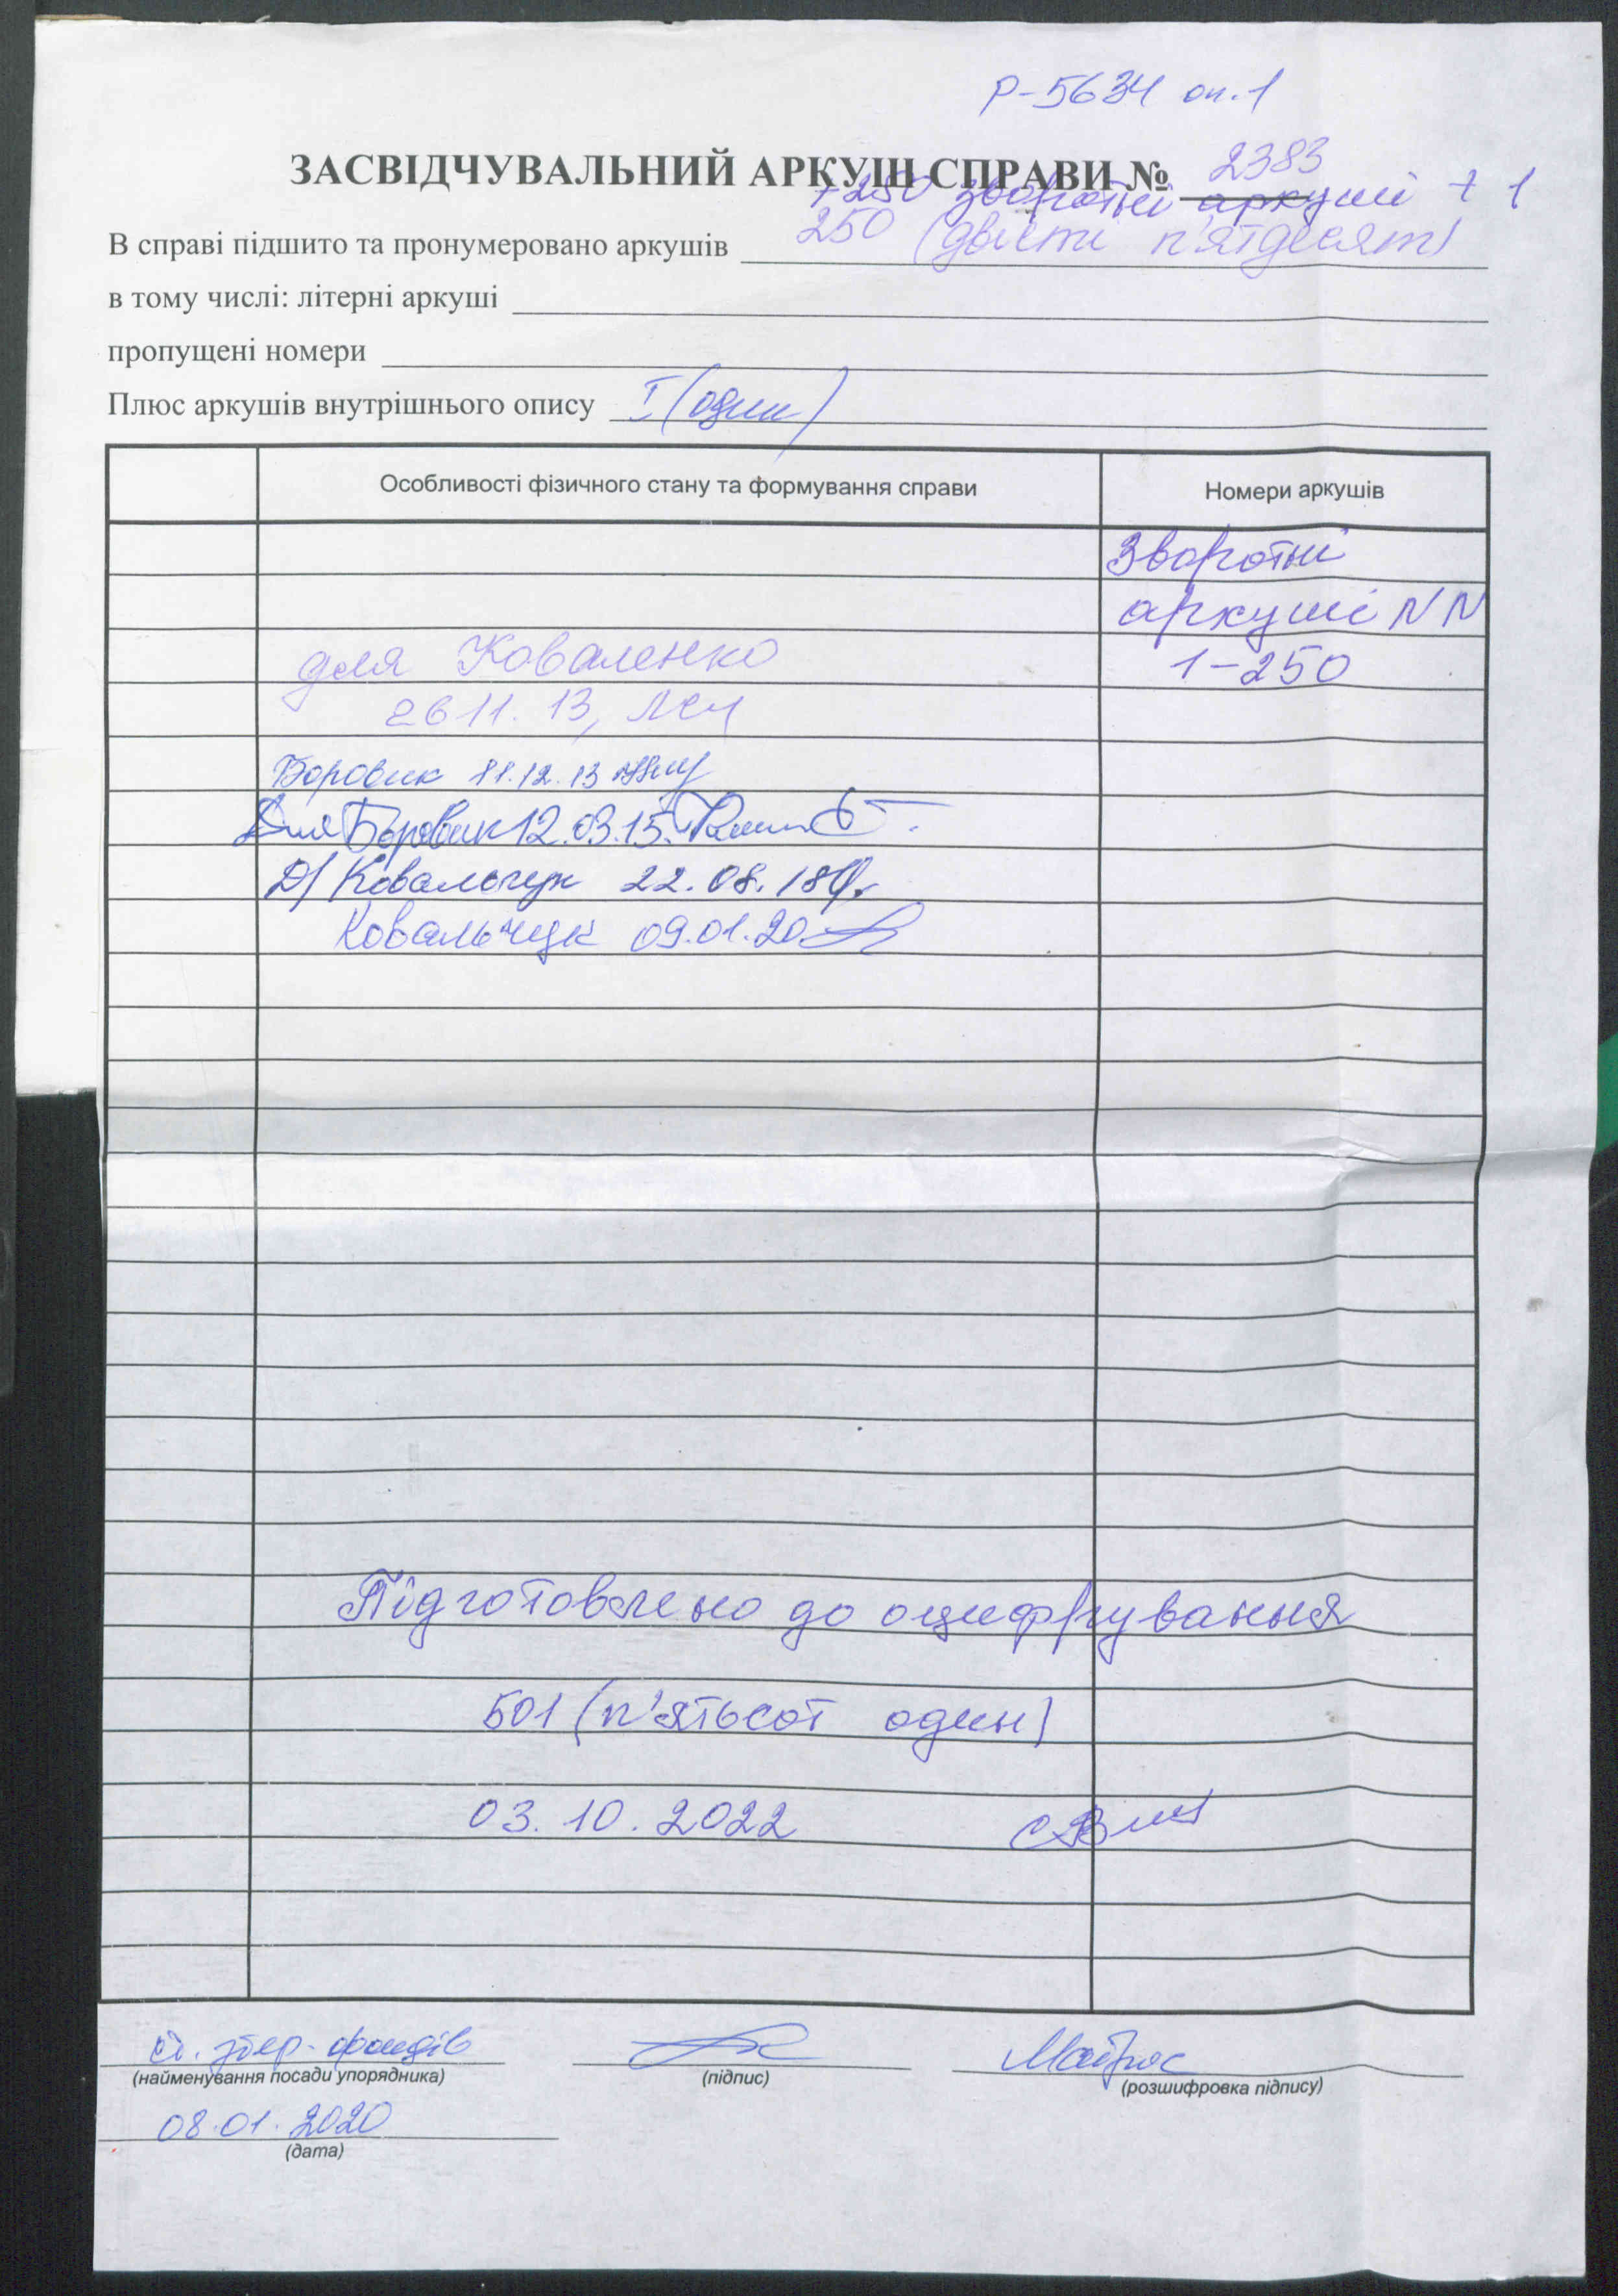 Р-5634 оп.1
ЗАСВІДЧУВАЛЬНИЙ АРКУШ СПРАВИ № 2383
+250 зворотні аркуші + 1
В справі підшито та пронумеровано аркушів 250 (двісті п'ятдесят)
в тому числі: літерні аркуші
пропущені номери
Плюс аркушів внутрішнього опису I (один)
Особливості фізичного стану та формування справи Номери аркушів
Зворотні
аркуші NN
для Коваленко 1-250
26 11. 13,
Боровик 11.12.13
Для Боровик 12.03.15.
Д/ Ковальчук 22.08.18
Ковальчук 09.01.20
Підготовлено до оцифрування
501 (п'ятьсот один)
03.10.2022
ст. збер. фондів
(найменування посади упорядника) (підпис) (розшифровка підпису)
08.01.2020
(дата)